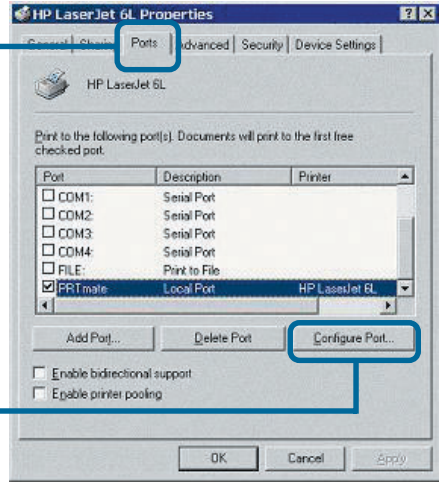 HP LaserJet 6L Properties
General Sharing Ports Advanced Security Device Settings
HP LaserJet 6L
Print to the following port(s). Documents will print to the first free
checked port.
Port Description Printer
COM1: Serial Port
COM2: Serial Port
COM3: Serial Port
COM4: Serial Port
FILE: Print to File
PRTmate: Local Port HP LaserJet 6L
Add Port... Delete Port Configure Port...
Enable bidirectional support
Enable printer pooling
OK Cancel Apply